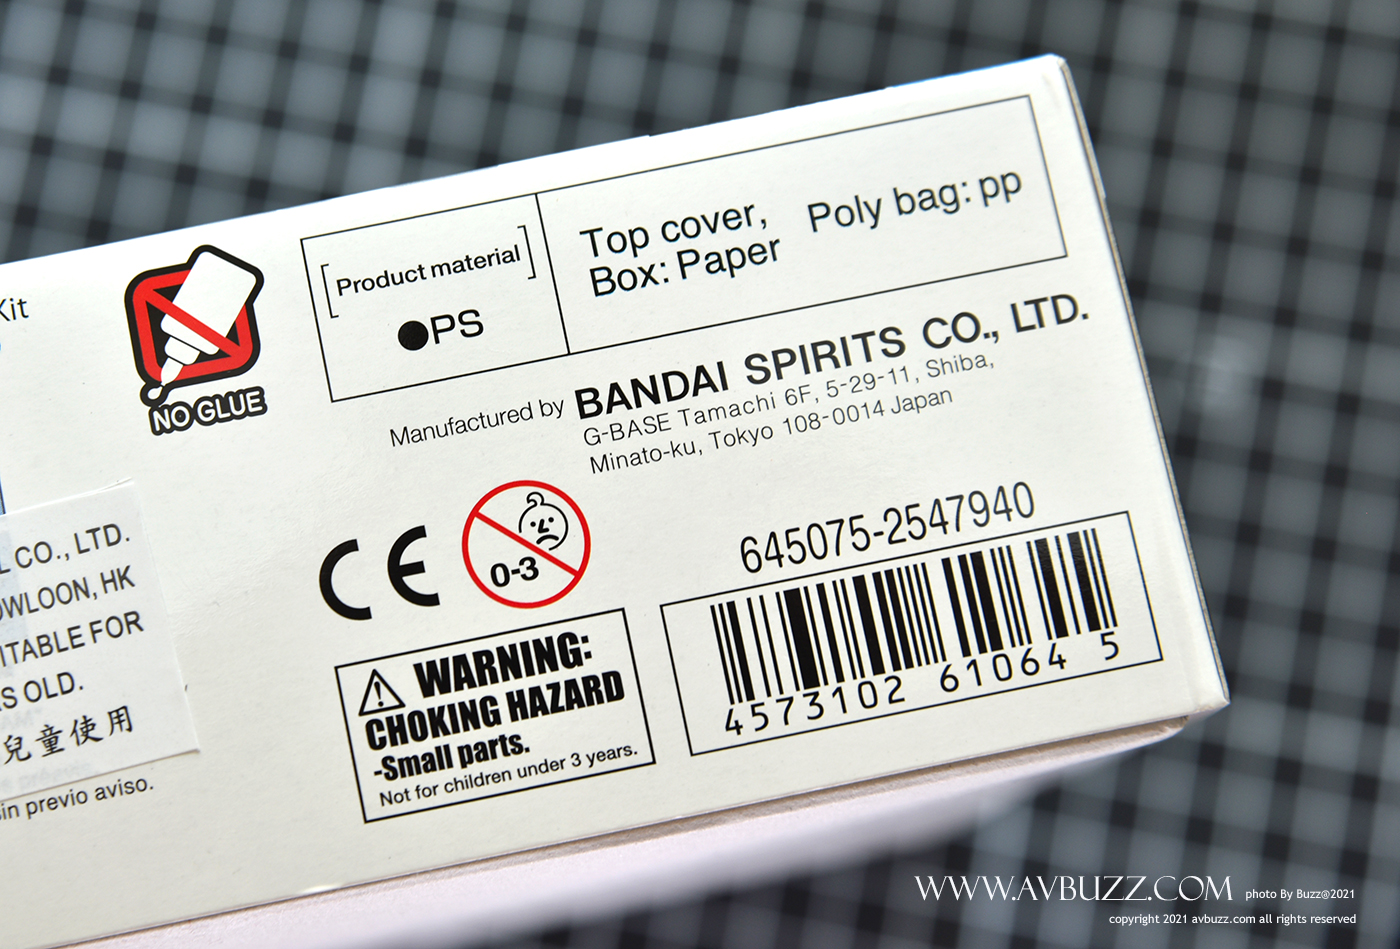 Kit
NO GLUE
Product material
●PS
Top cover,
Box: Paper
Poly bag: pp
Manufactured by BANDAI SPIRITS CO., LTD.
G-BASE Tamachi 6F, 5-29-11, Shiba,
Minato-ku, Tokyo 108-0014 Japan
CE
0-3
645075-2547940
4573102 61064 5
WARNING:
CHOKING HAZARD
-Small parts.
Not for children under 3 years.
CO., LTD.
OWLOON, HK
ITABLE FOR
S OLD.
兒童使用
in previo aviso.
WWW.AVBUZZ.COM photo By Buzz@2021
copyright 2021 avbuzz.com all rights reserved